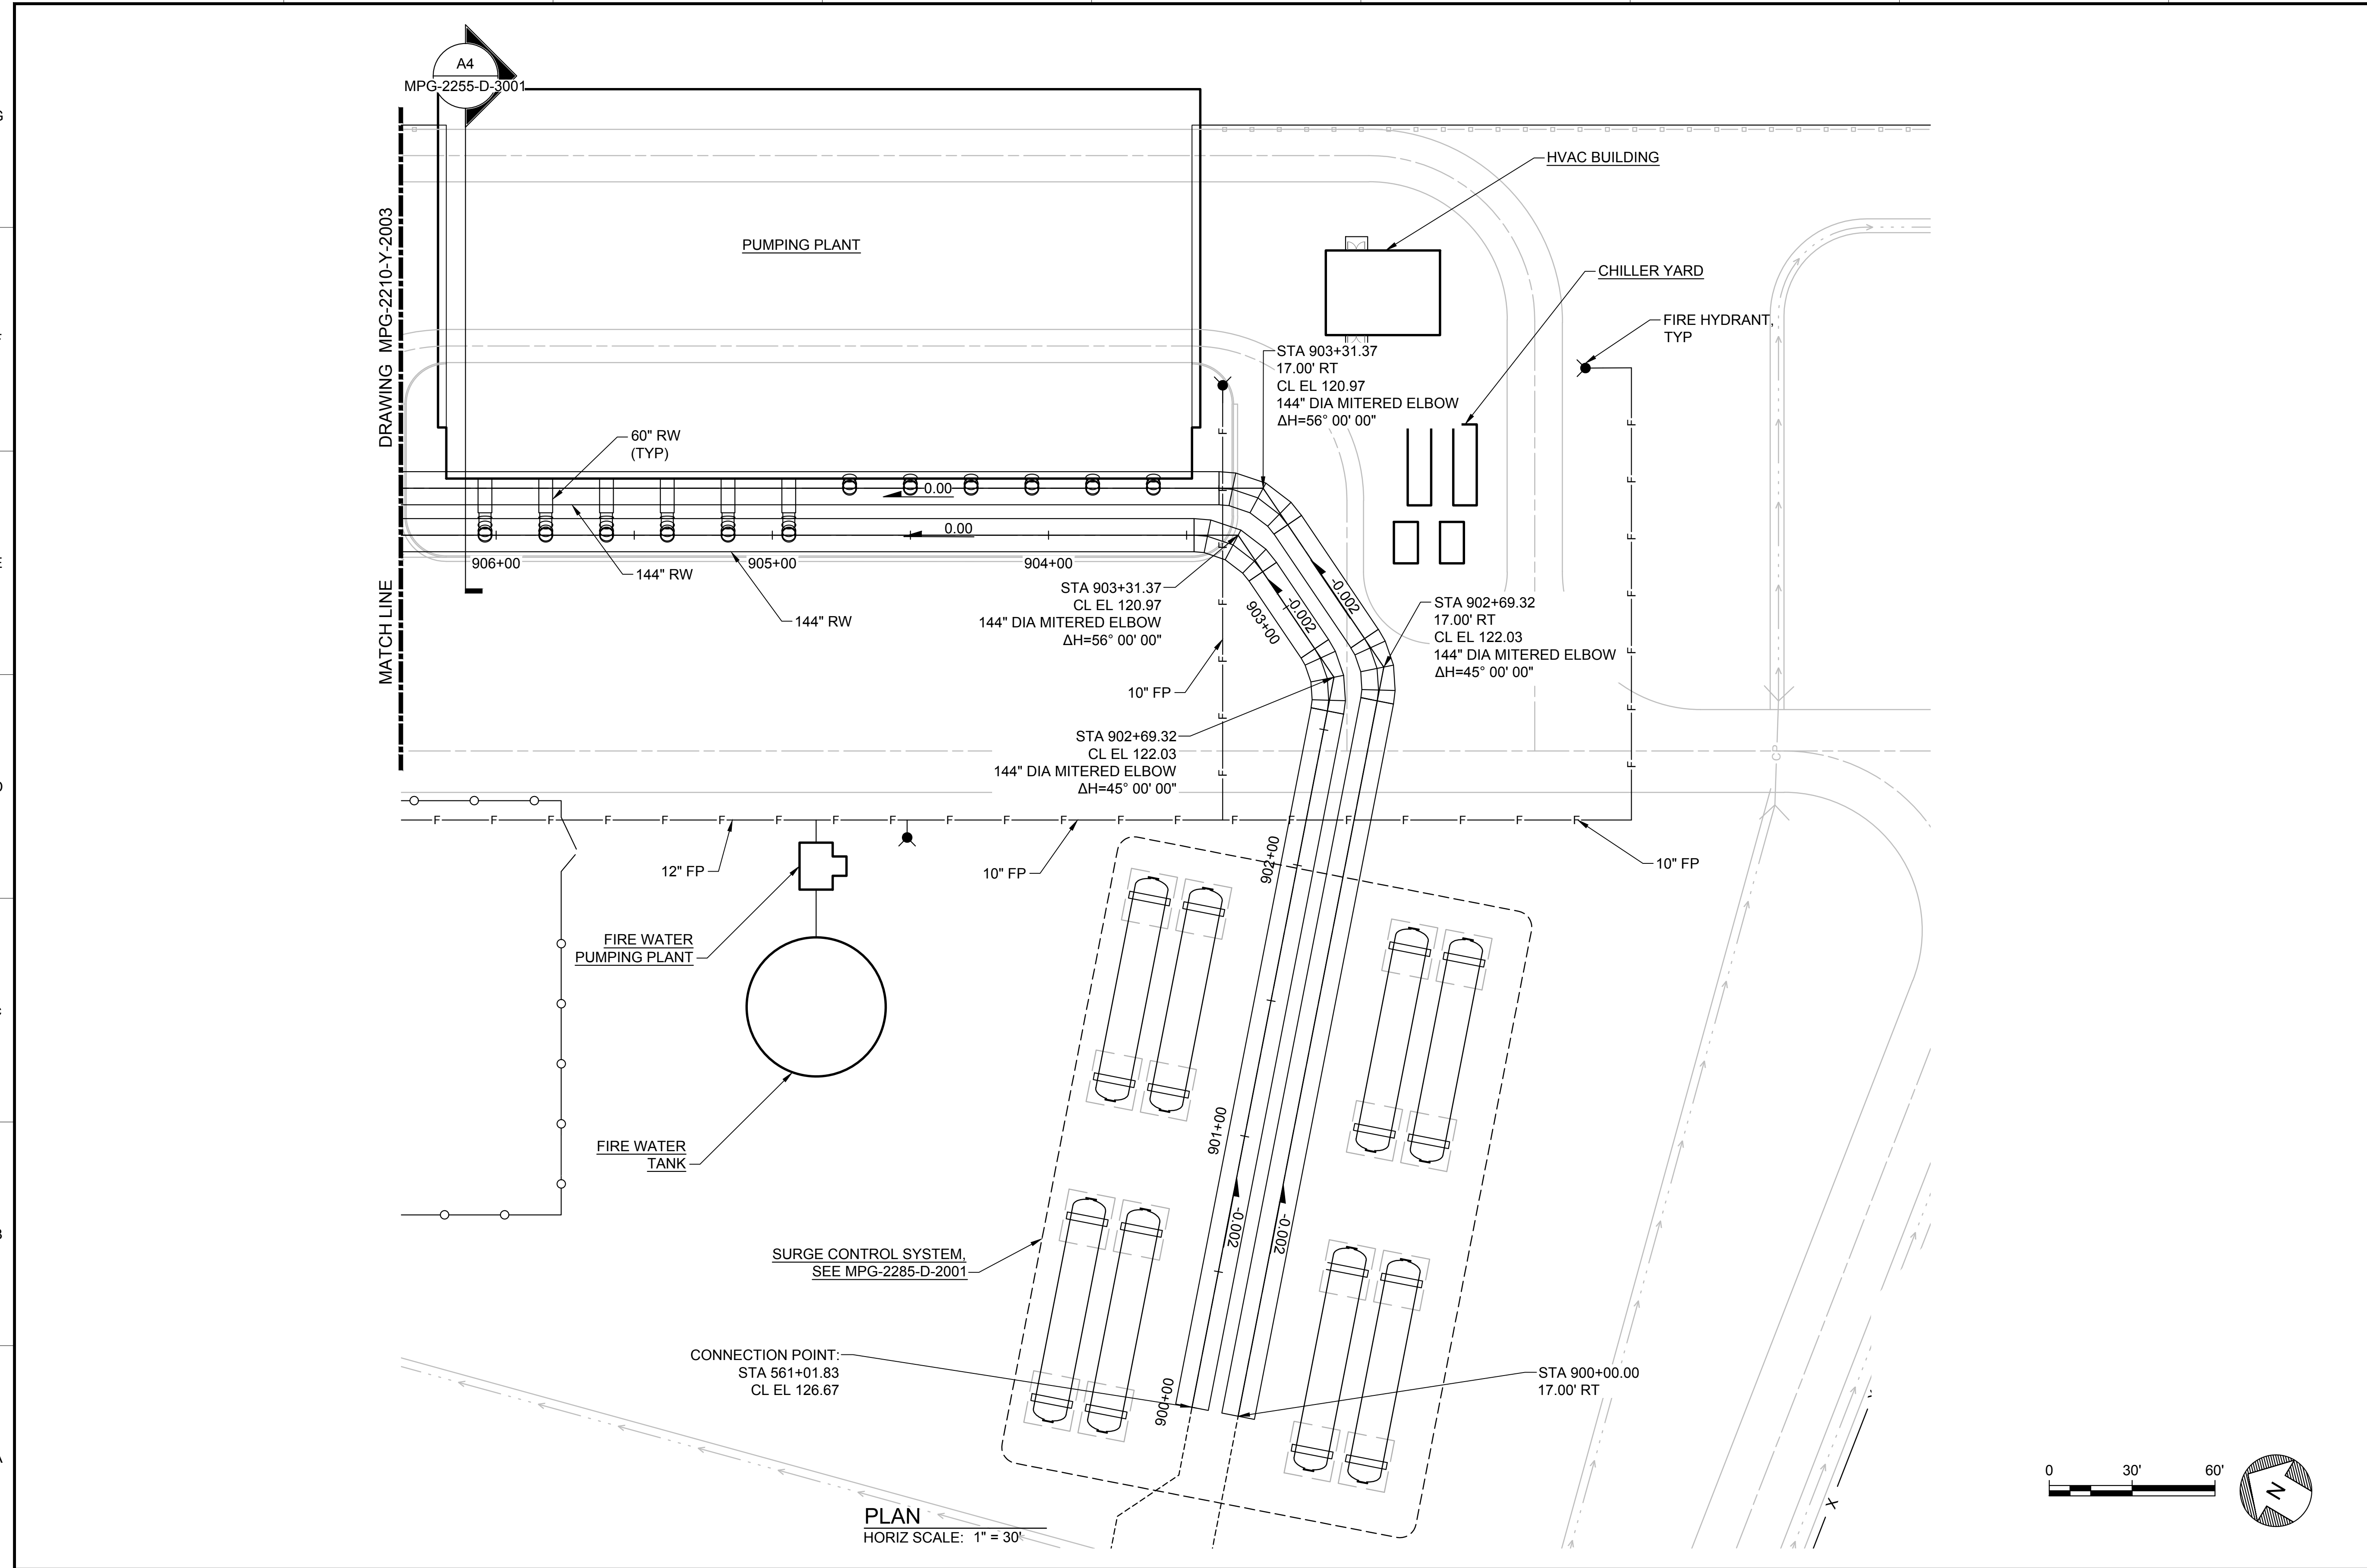 A4
MPG-2255-D-3001
HVAC BUILDING
PUMPING PLANT
CHILLER YARD
FIRE HYDRANT,
TYP
DRAWING MPG-2210-Y-2003
MATCH LINE
STA 903+31.37
17.00' RT
CL EL 120.97
144" DIA MITERED ELBOW
ΔH=56° 00' 00"
60" RW
(TYP)
0.00
0.00
906+00
905+00
904+00
144" RW
144" RW
STA 903+31.37
CL EL 120.97
144" DIA MITERED ELBOW
ΔH=56° 00' 00"
903+00
-0.002
-0.002
STA 902+69.32
17.00' RT
CL EL 122.03
144" DIA MITERED ELBOW
ΔH=45° 00' 00"
10" FP
STA 902+69.32
CL EL 122.03
144" DIA MITERED ELBOW
ΔH=45° 00' 00"
F F F F F F F
F F F F F F F
F F F F F F F F F F F F F F F F F F F F F
12" FP
10" FP
10" FP
902+00
FIRE WATER
PUMPING PLANT
FIRE WATER
TANK
901+00
-0.002
-0.002
SURGE CONTROL SYSTEM,
SEE MPG-2285-D-2001
CONNECTION POINT:
STA 561+01.83
CL EL 126.67
900+00
STA 900+00.00
17.00' RT
X
PLAN
HORIZ SCALE: 1" = 30'
0 30' 60'
N